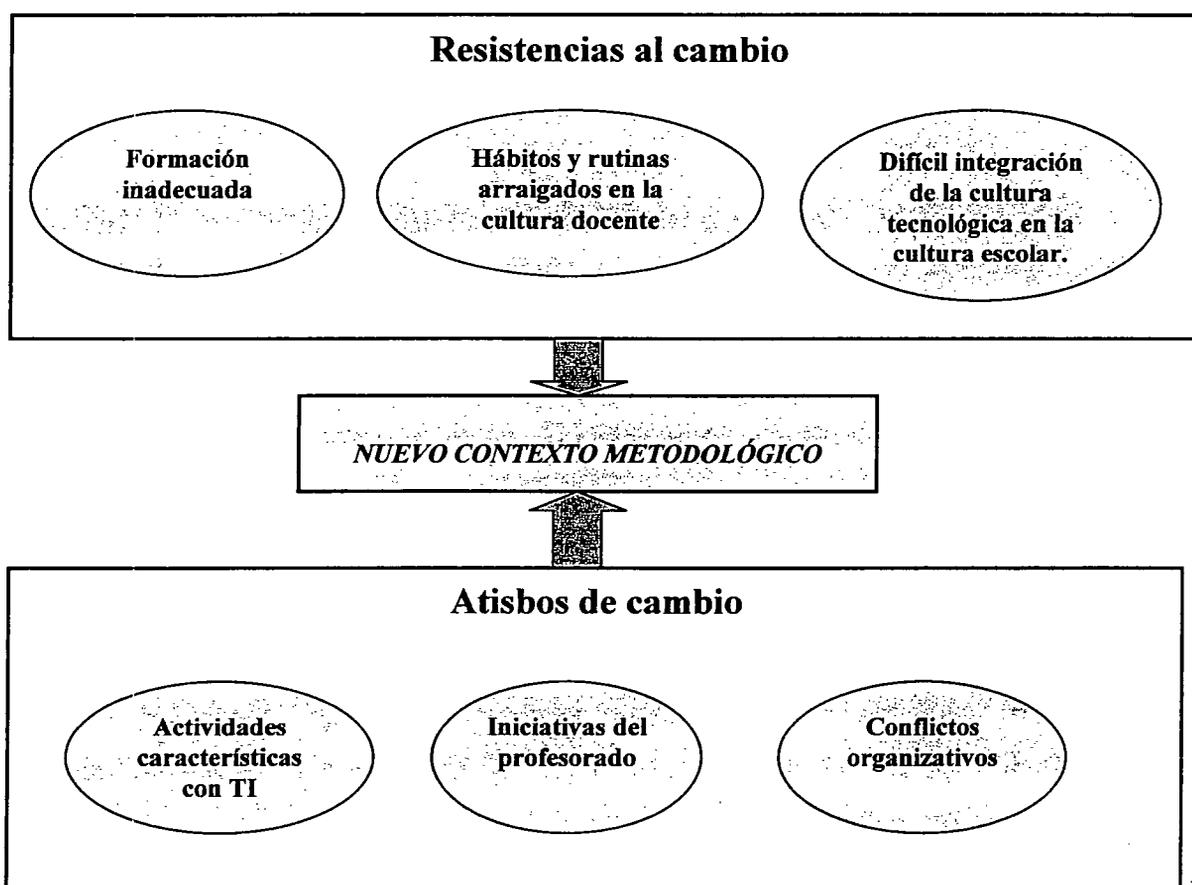 Resistencias al cambio
Formación
inadecuada
Hábitos y rutinas
arraigados en la
cultura docente
Difícil integración
de la cultura
tecnológica en la
cultura escolar.
NUEVO CONTEXTO METODOLÓGICO
Atisbos de cambio
Actividades
características
con TI
Iniciativas del
profesorado
Conflictos
organizativos